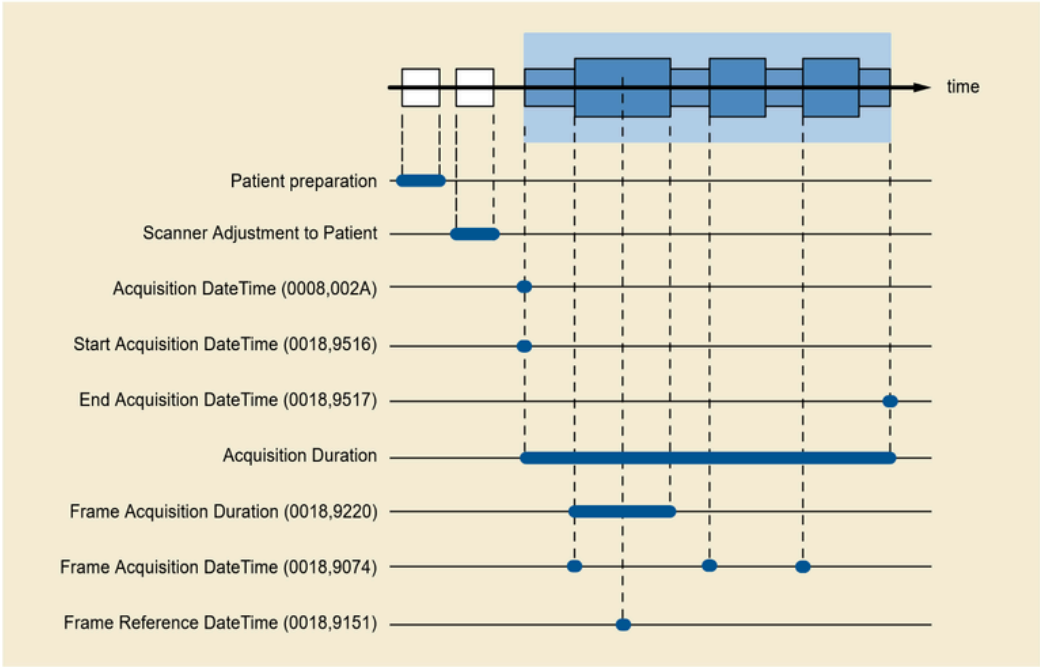 time
Patient preparation
Scanner Adjustment to Patient
Acquisition DateTime (0008,002A)
Start Acquisition DateTime (0018,9516)
End Acquisition DateTime (0018,9517)
Acquisition Duration
Frame Acquisition Duration (0018,9220)
Frame Acquisition DateTime (0018,9074)
Frame Reference DateTime (0018,9151)